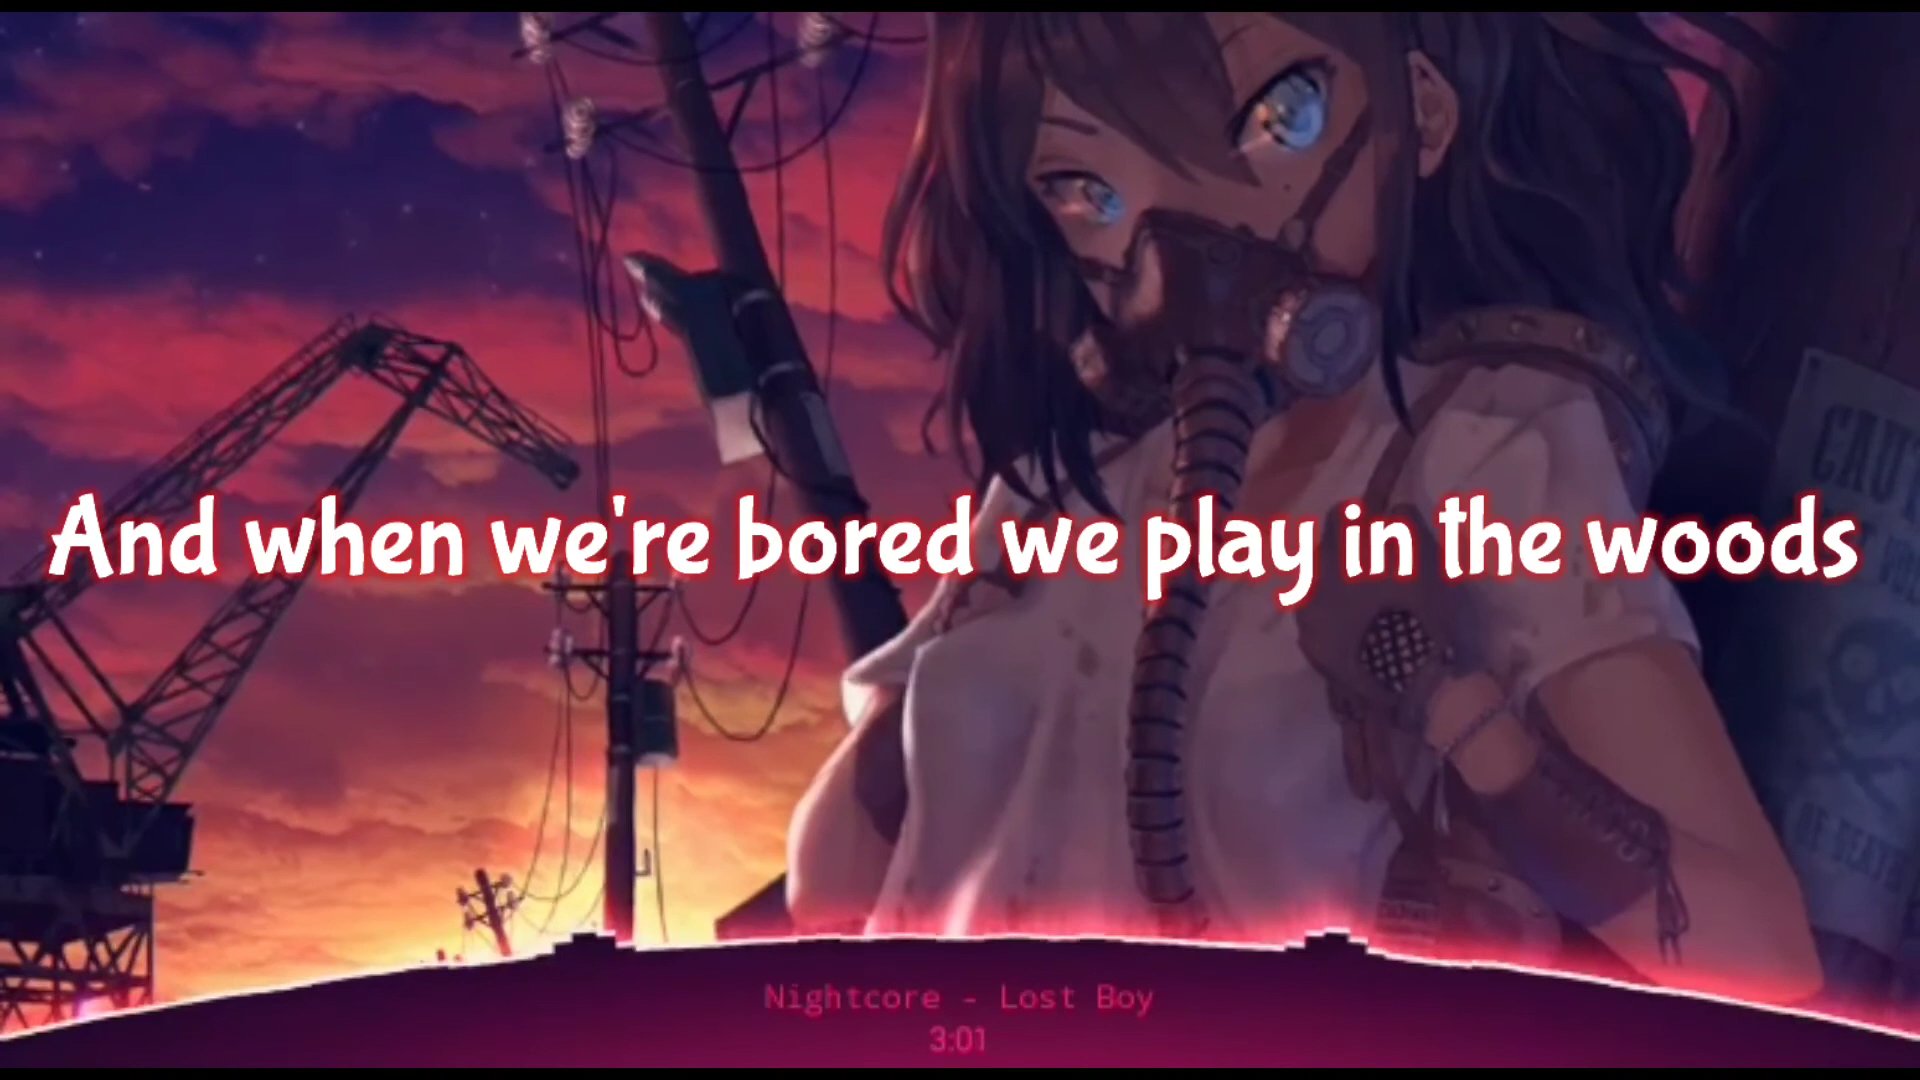 And when we're bored we play in the woods
Nightcore - Lost Boy
3:01